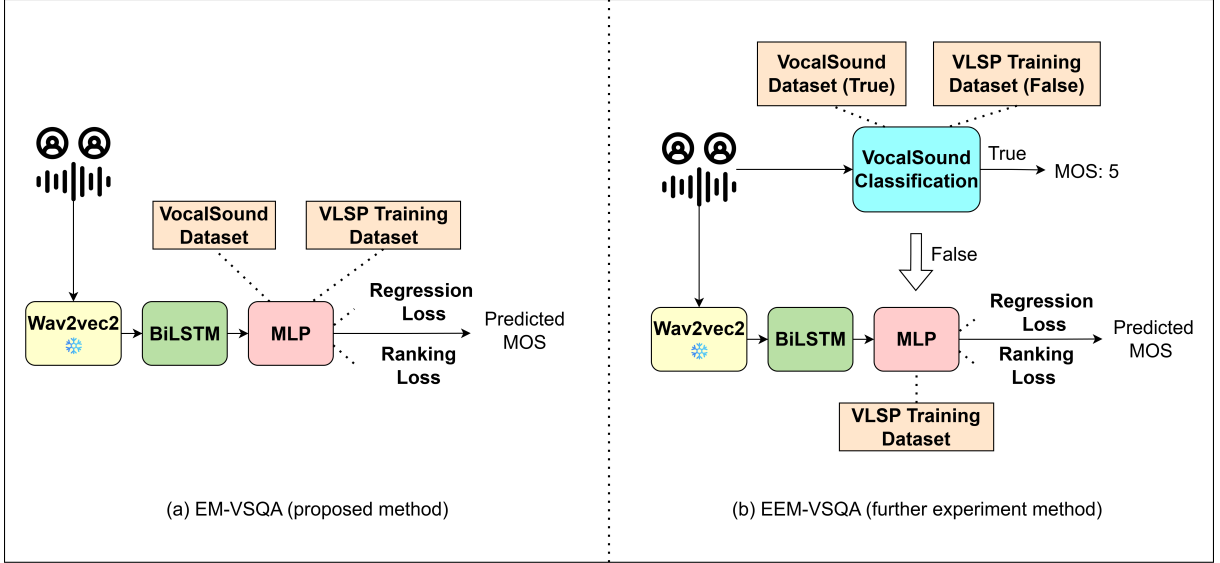 VocalSound
Dataset
VLSP Training
Dataset
Wav2vec2
BiLSTM
MLP
Regression
Loss
Ranking
Loss
Predicted
MOS
(a) EM-VSQA (proposed method)
VocalSound
Dataset (True)
VLSP Training
Dataset (False)
VocalSound
Classification
True
MOS: 5
False
Wav2vec2
BiLSTM
MLP
Regression
Loss
Ranking
Loss
Predicted
MOS
VLSP Training
Dataset
(b) EEM-VSQA (further experiment method)